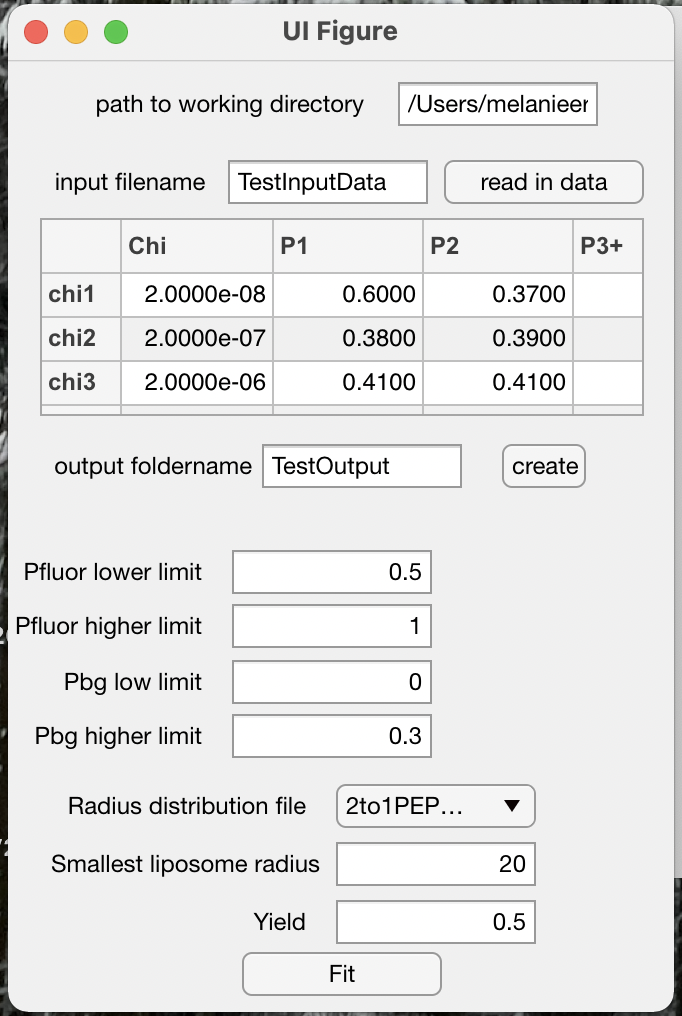 UI Figure
path to working directory /Users/melanieer
input filename TestInputData read in data
Chi P1 P2 P3+
chi1 2.0000e-08 0.6000 0.3700
chi2 2.0000e-07 0.3800 0.3900
chi3 2.0000e-06 0.4100 0.4100
output foldername TestOutput create
Pfluor lower limit 0.5
Pfluor higher limit 1
Pbg low limit 0
Pbg higher limit 0.3
Radius distribution file 2to1PEP...
Smallest liposome radius 20
Yield 0.5
Fit